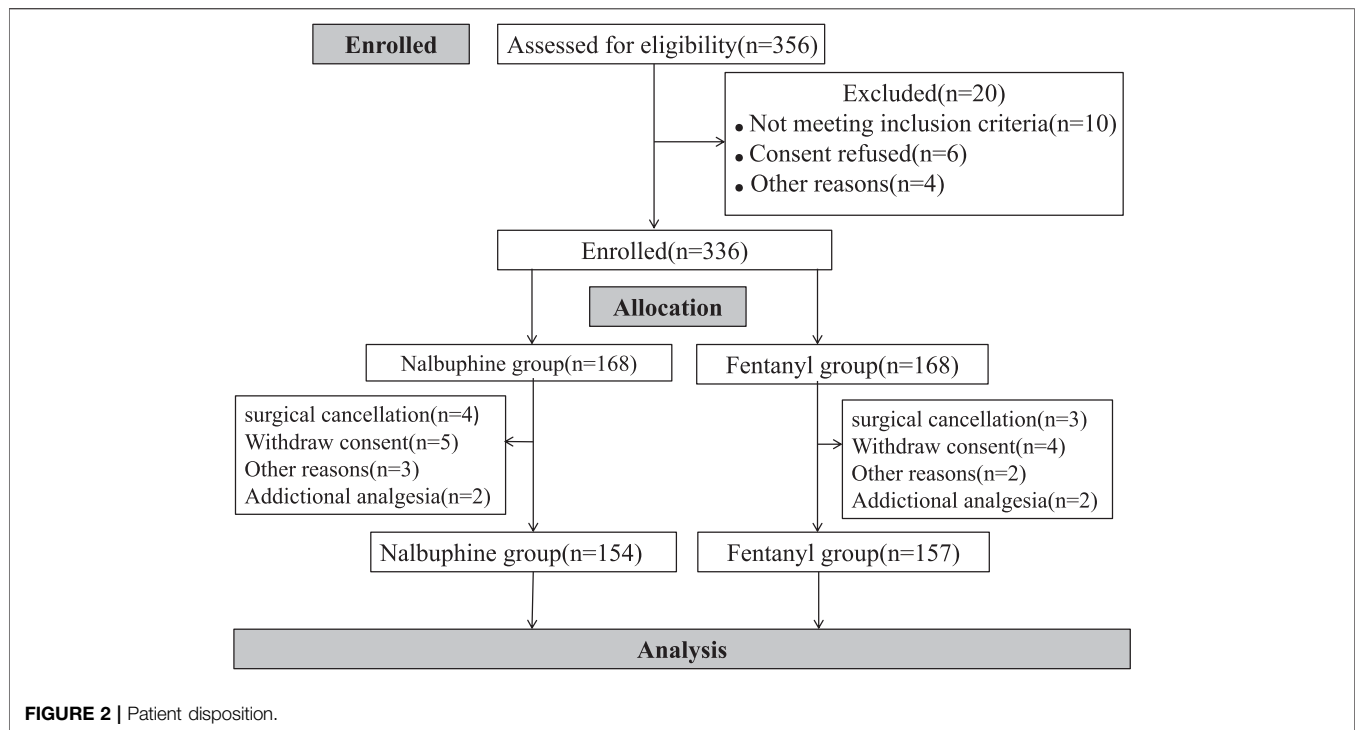 Enrolled
Assessed for eligibility(n=356)
Excluded(n=20)
• Not meeting inclusion criteria(n=10)
• Consent refused(n=6)
• Other reasons(n=4)
Enrolled(n=336)
Allocation
Nalbuphine group(n=168)
Fentanyl group(n=168)
surgical cancellation(n=4)
Withdraw consent(n=5)
Other reasons(n=3)
Addictional analgesia(n=2)
surgical cancellation(n=3)
Withdraw consent(n=4)
Other reasons(n=2)
Addictional analgesia(n=2)
Nalbuphine group(n=154)
Fentanyl group(n=157)
Analysis
FIGURE 2 | Patient disposition.